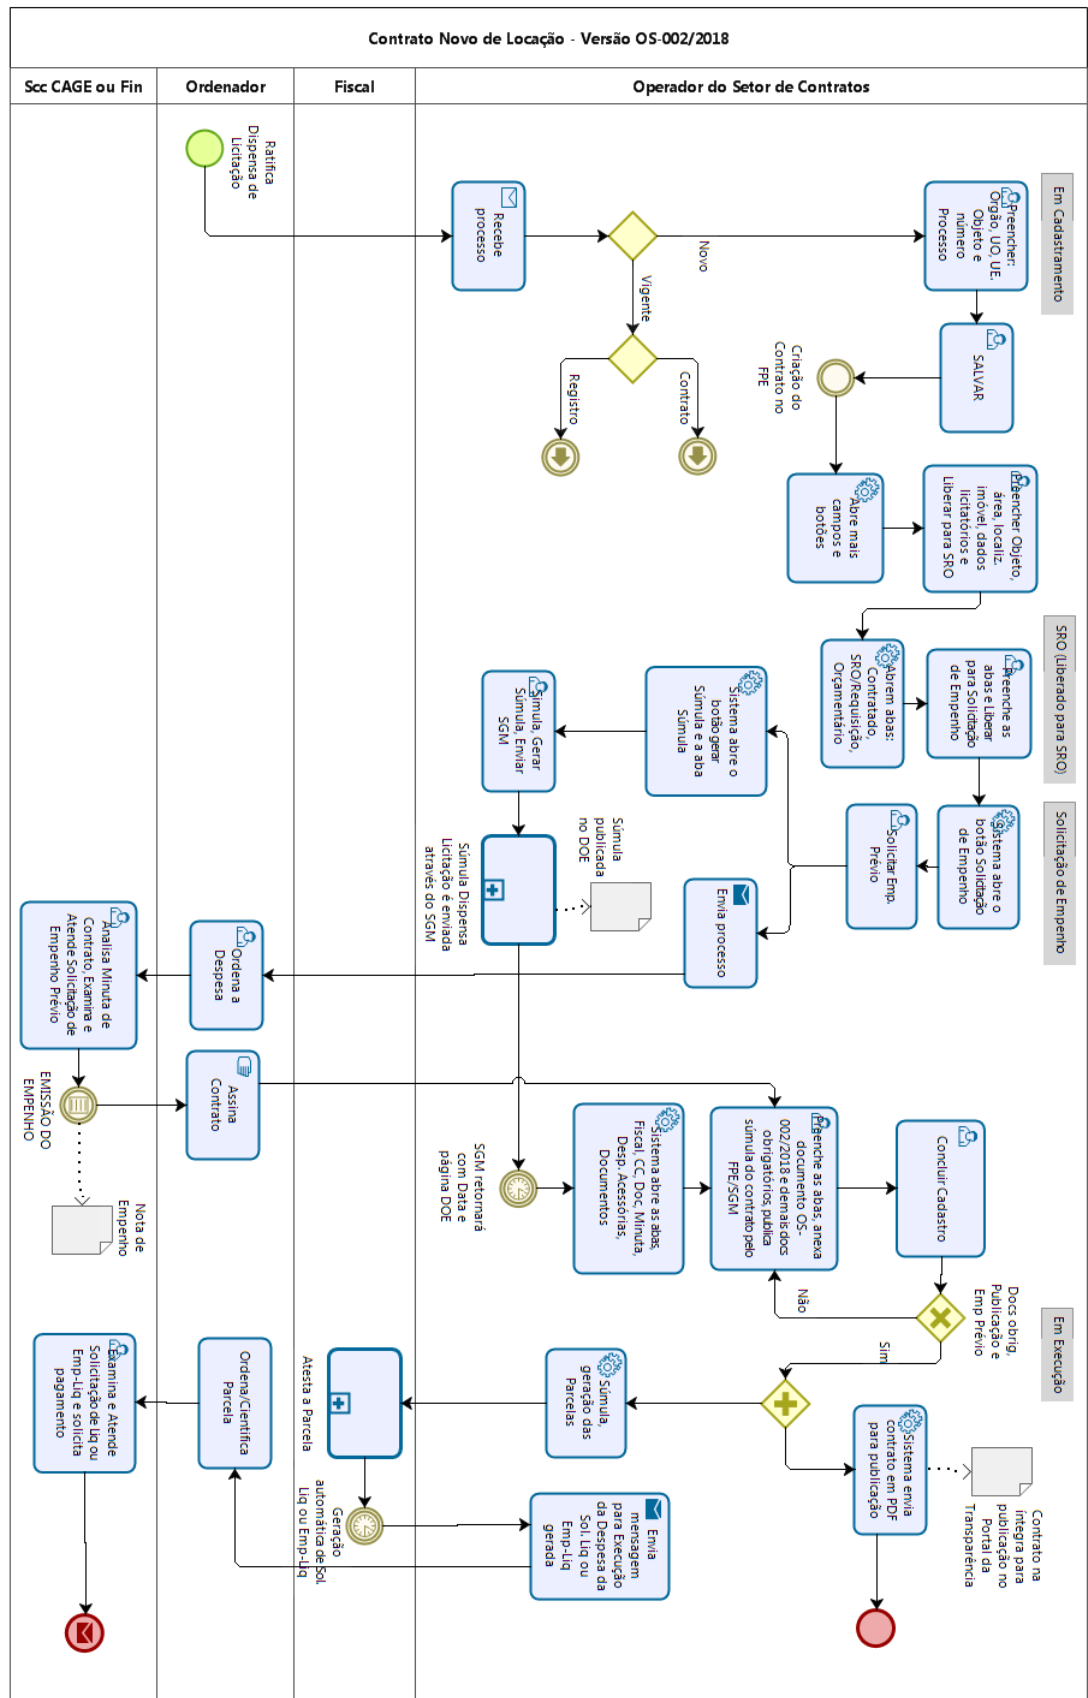 Contrato Novo de Locação - Versão OS-002/2018
Scc CAGE ou Fin
Ordenador
Fiscal
Operador do Setor de Contratos
Ratifica
Dispensa de
Licitação
Recebe
processo
Novo
Vigente
Contrato
Registro
Em Cadastramento
Preencher:
Orgão, UO, UE.
Objeto e
número
Processo
SALVAR
Criação do
Contrato no
FPE
Abre mais
campos e
botões
Preencher Objeto,
área, localiz.
imóvel, dados
licitatórios e
Liberar para SRO
SRO (Liberado para SRO)
Abrem abas:
Contratado,
SRO/Requisição,
Orçamentário
Preenche as
abas e Liberar
para Solicitação
de Empenho
Solicitação de Empenho
Sistema abre o
botão Solicitação
de Empenho
Solicitar Emp.
Prévio
Sistema abre o
botão gerar
Súmula e a aba
Súmula
Simula, Gerar
Súmula, Enviar
SGM
Súmula
publicada
no DOE
Súmula Dispensa
Licitação é enviada
através do SGM
Envia processo
Ordena a
Despesa
Analisa Minuta de
Contrato, Examina e
Atende Solicitação de
Empenho Prévio
EMISSÃO DO
EMPENHO
Nota de
Empenho
Assina
Contrato
SGM retornará
com Data e
página DOE
Sistema abre as abas,
Fiscal, CC, Doc, Minuta,
Desp. Acessórias,
Documentos
Preenche as abas, anexa
documento OS-
002/2018 e demais docs
obrigatórios, publica
súmula do contrato pelo
FPE/SGM
Concluir Cadastro
Docs obrig,
Publicação e
Emp Prévio
Não
Sim
Em Execução
Súmula,
geração das
Parcelas
Sistema envia
contrato em PDF
para publicação
Contrato na
integra para
publicação no
Portal da
Transparência
Atesta a Parcela
Geração
automática de Sol.
Liq ou Emp-Liq
Envia
mensagem
para Execução
da Despesa da
Sol. Liq ou
Emp-Liq
gerada
Ordena/Cientifica
Parcela
Examina e Atende
Solicitação de Liq ou
Emp-Liq e solicita
pagamento